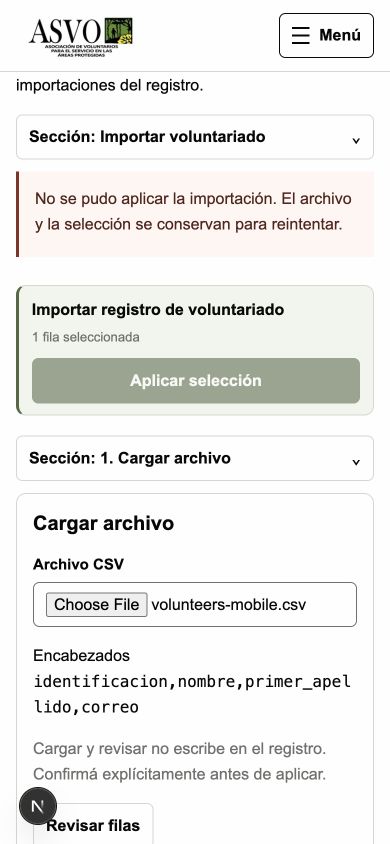 ASVO
ASOCIACIÓN DE VOLUNTARIOS
PARA EL SERVICIO EN LAS
ÁREAS PROTEGIDAS
Menú
importaciones del registro.
Sección: Importar voluntariado
No se pudo aplicar la importación. El archivo
y la selección se conservan para reintentar.
Importar registro de voluntariado
1 fila seleccionada
Aplicar selección
Sección: 1. Cargar archivo
Cargar archivo
Archivo CSV
Choose File volunteers-mobile.csv
Encabezados
identificacion,nombre,primer_apel
lido,correo
Cargar y revisar no escribe en el registro.
Confirmá explícitamente antes de aplicar.
N
Revisar filas